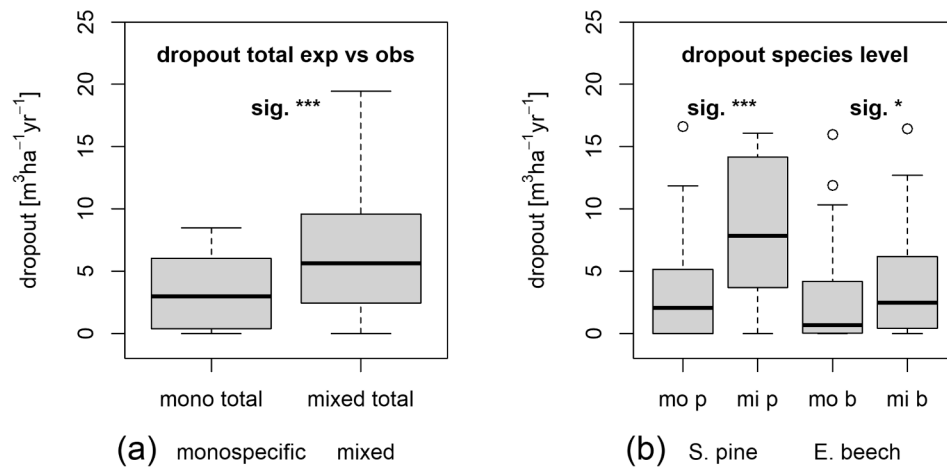 dropout total exp vs obs
sig. ***
dropout [m³ha⁻¹yr⁻¹]
25
20
15
10
5
0
mono total mixed total
(a) monospecific mixed
dropout species level
sig. *** sig. *
dropout [m³ha⁻¹yr⁻¹]
25
20
15
10
5
0
mo p mi p mo b mi b
(b) S. pine E. beech